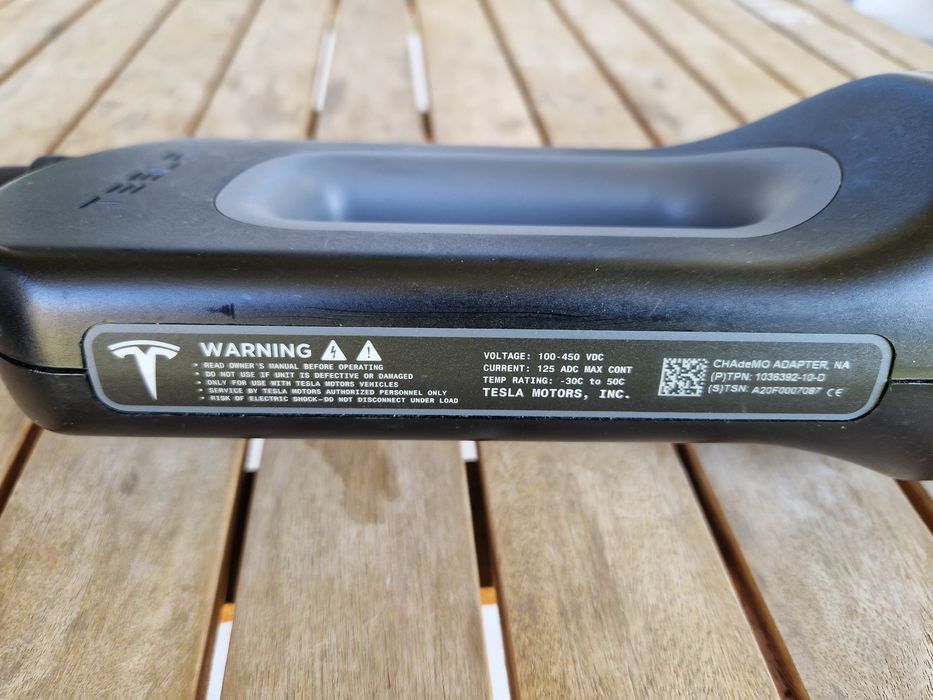 TESLA
WARNING
• READ OWNER'S MANUAL BEFORE OPERATING
• DO NOT USE IF UNIT IS DEFECTIVE OR DAMAGED
• ONLY FOR USE WITH TESLA MOTORS VEHICLES
• SERVICE BY TESLA MOTORS AUTHORIZED PERSONNEL ONLY
• RISK OF ELECTRIC SHOCK—DO NOT DISCONNECT UNDER LOAD
VOLTAGE: 100-450 VDC
CURRENT: 125 ADC MAX CONT
TEMP RATING: -30C to 50C
TESLA MOTORS, INC.
CHAdeMO ADAPTER, NA
(P)TPN: 1036392-10-D
(S)TSN: A20F0007087 CE